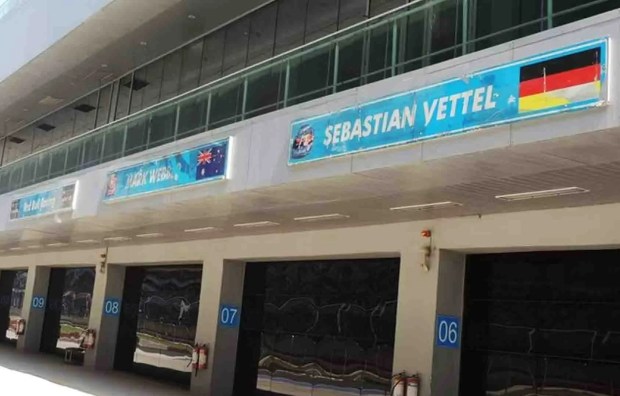 SEBASTIAN VETTEL
MARK WEBBER
Red Bull Racing
09
08
07
06